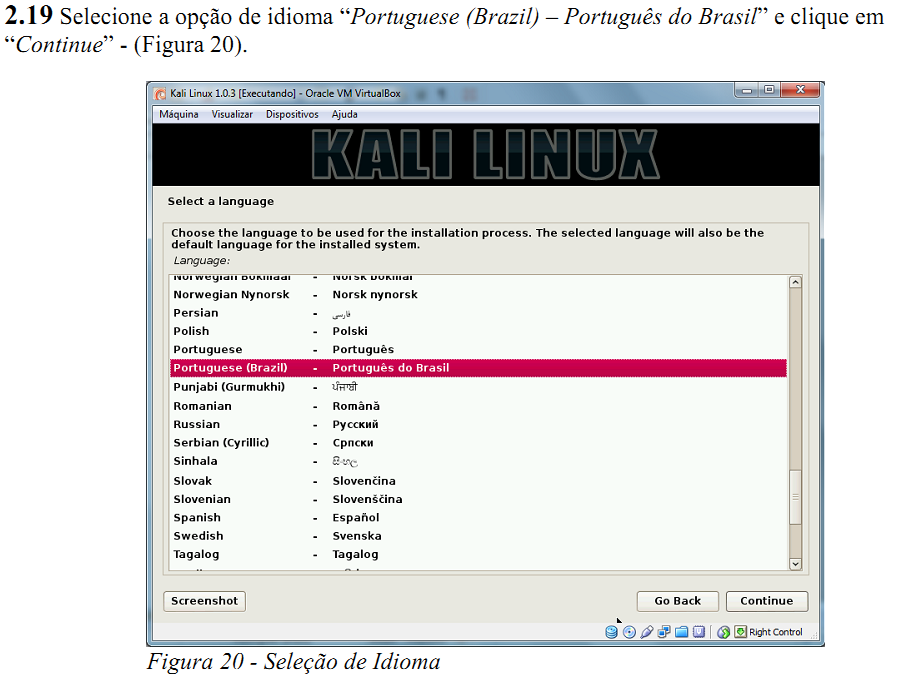 2.19 Selecione a opção de idioma “Portuguese (Brazil) – Português do Brasil” e clique em
“Continue” - (Figura 20).
Kali Linux 1.0.3 [Executando] - Oracle VM VirtualBox
Máquina Visualizar Dispositivos Ajuda
KALI LINUX
Select a language
Choose the language to be used for the installation process. The selected language will also be the
default language for the installed system.
Language:
Norwegian Bokmaal - Norsk bokmål
Norwegian Nynorsk - Norsk nynorsk
Persian - فارسی
Polish - Polski
Portuguese - Português
Portuguese (Brazil) - Português do Brasil
Punjabi (Gurmukhi) - ਪੰਜਾਬੀ
Romanian - Română
Russian - Русский
Serbian (Cyrillic) - Српски
Sinhala - සිංහල
Slovak - Slovenčina
Slovenian - Slovenščina
Spanish - Español
Swedish - Svenska
Tagalog - Tagalog
Screenshot Go Back Continue
Right Control
Figura 20 - Seleção de Idioma